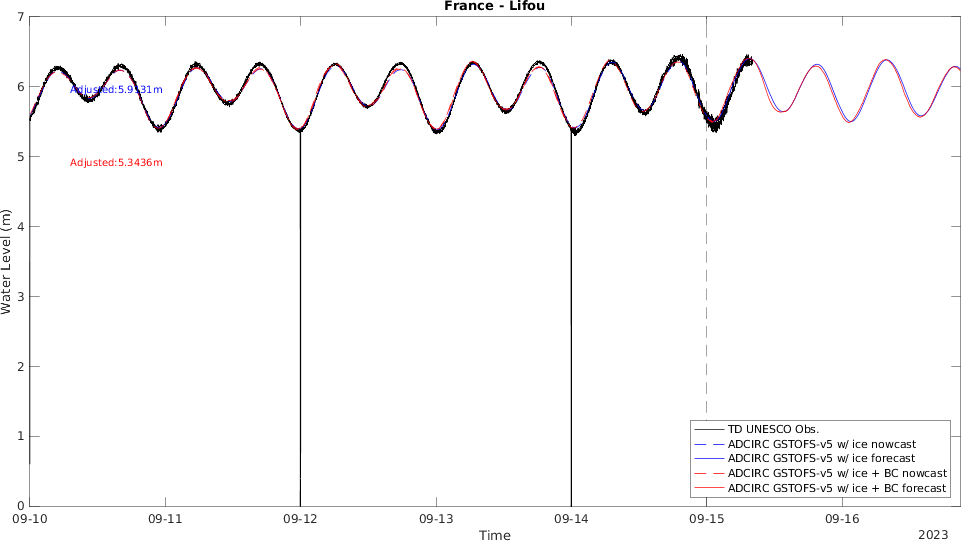 France - Lifou
7
6
5
4
3
2
1
0
Water Level (m)
Adjusted:5.9531m
Adjusted:5.3436m
TD UNESCO Obs.
ADCIRC GSTOFS-v5 w/ ice nowcast
ADCIRC GSTOFS-v5 w/ ice forecast
ADCIRC GSTOFS-v5 w/ ice + BC nowcast
ADCIRC GSTOFS-v5 w/ ice + BC forecast
09-10 09-11 09-12 09-13 09-14 09-15 09-16
Time
2023